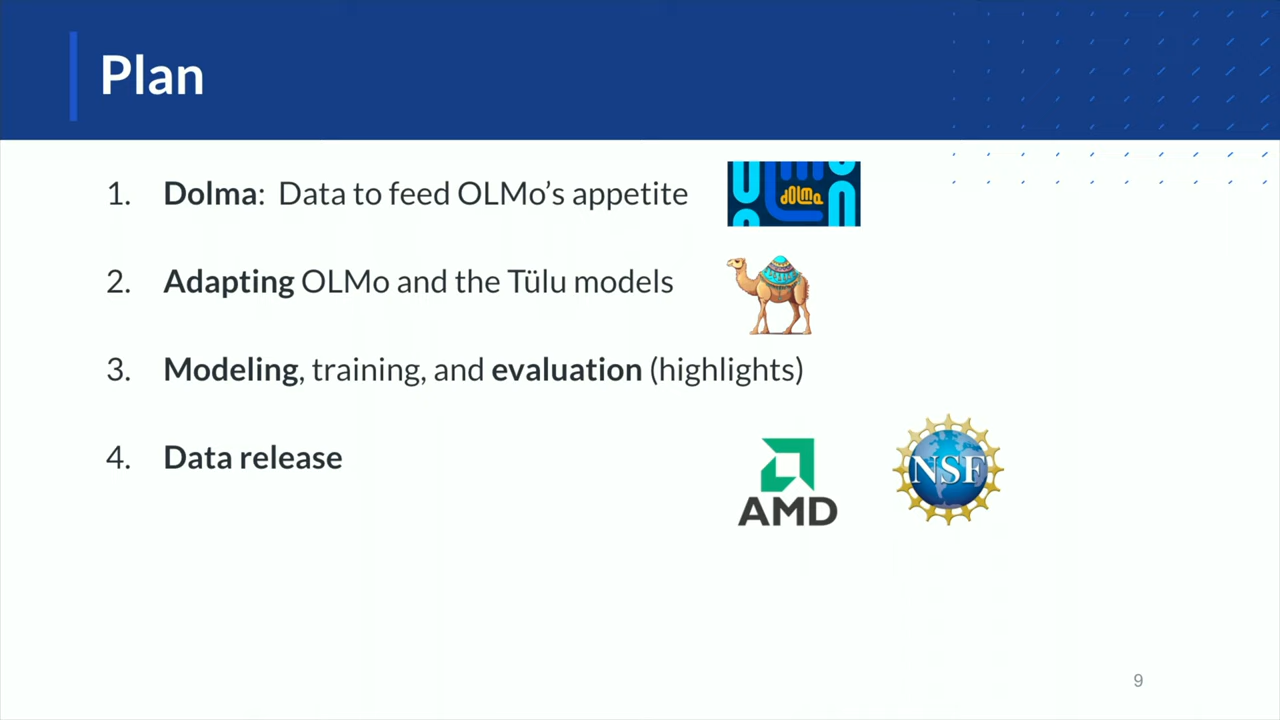 Plan
1. Dolma: Data to feed OLMo's appetite
dolma
2. Adapting OLMo and the Tülu models
3. Modeling, training, and evaluation (highlights)
4. Data release
AMD
NSF
9